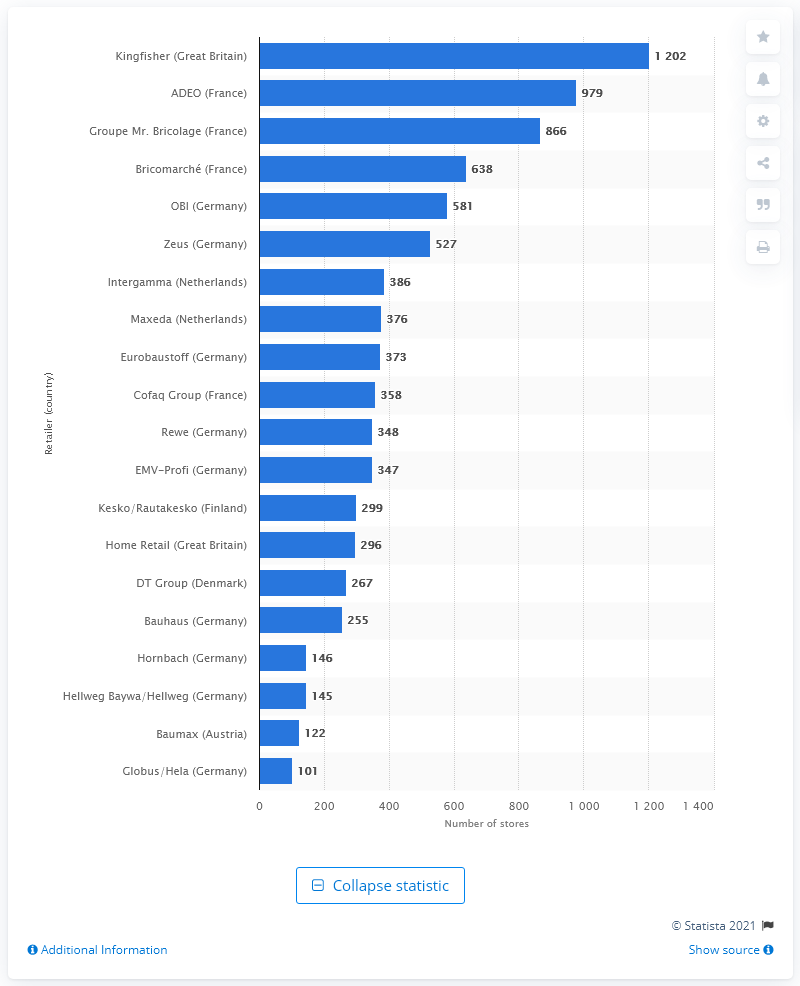 Kingfisher (Great Britain) 1 202
ADEO (France) 979
Groupe Mr. Bricolage (France) 866
Bricomarché (France) 638
OBI (Germany) 581
Zeus (Germany) 527
Intergamma (Netherlands) 386
Maxeda (Netherlands) 376
Eurobaustoff (Germany) 373
Cofaq Group (France) 358
Rewe (Germany) 348
EMV-Profi (Germany) 347
Kesko/Rautakesko (Finland) 299
Home Retail (Great Britain) 296
DT Group (Denmark) 267
Bauhaus (Germany) 255
Hornbach (Germany) 146
Hellweg Baywa/Hellweg (Germany) 145
Baumax (Austria) 122
Globus/Hela (Germany) 101
Retailer (country)
0 200 400 600 800 1 000 1 200 1 400
Number of stores
Collapse statistic
© Statista 2021
Additional Information Show source